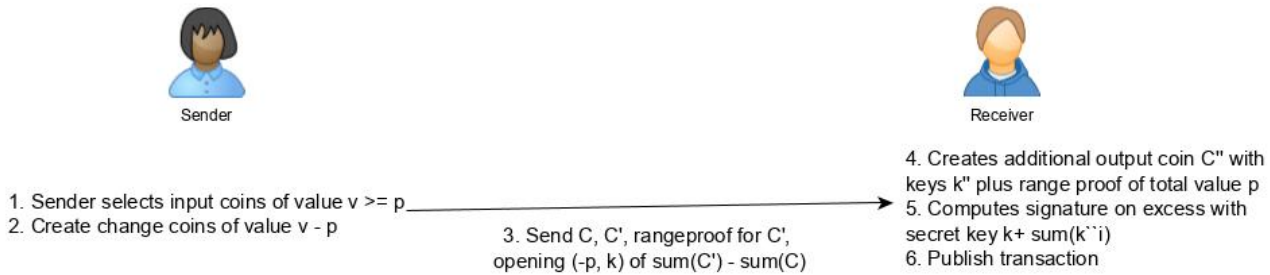 Sender
Receiver
1. Sender selects input coins of value v >= p
2. Create change coins of value v - p
3. Send C, C', rangeproof for C',
opening (-p, k) of sum(C') - sum(C)
4. Creates additional output coin C" with
keys k" plus range proof of total value p
5. Computes signature on excess with
secret key k+ sum(k``i)
6. Publish transaction